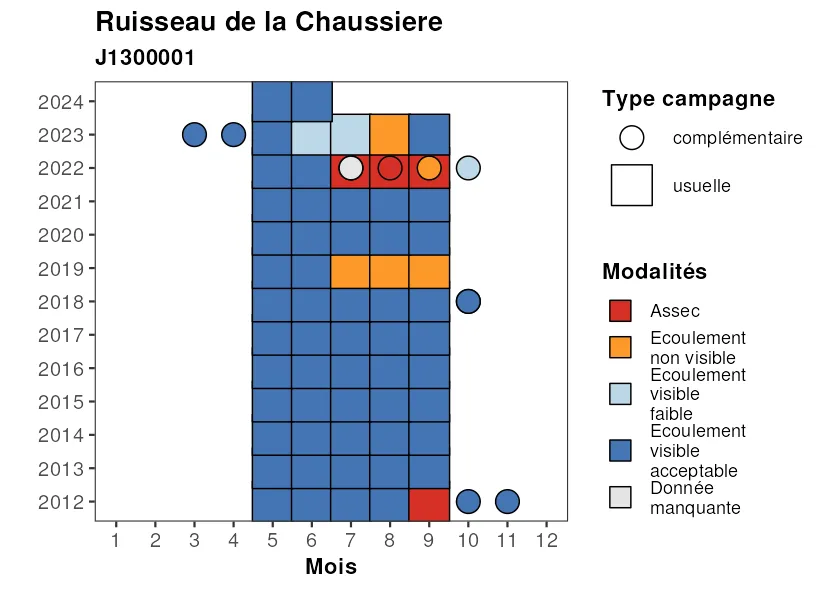 Ruisseau de la Chaussiere
J1300001
2024
2023
2022
2021
2020
2019
2018
2017
2016
2015
2014
2013
2012
1 2 3 4 5 6 7 8 9 10 11 12
Mois
Type campagne
complémentaire
usuelle
Modalités
Assec
Ecoulement
non visible
Ecoulement
visible
faible
Ecoulement
visible
acceptable
Donnée
manquante